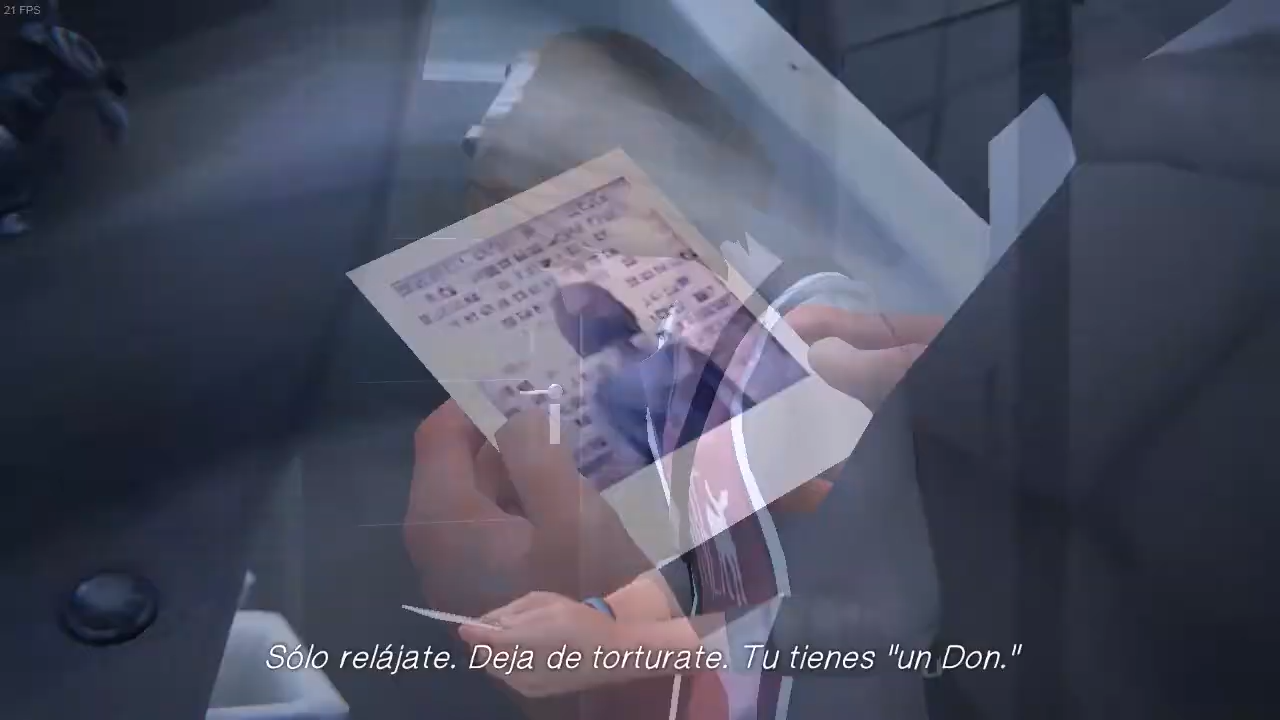 21 FPS
Sólo relájate. Deja de torturate. Tu tienes "un Don."